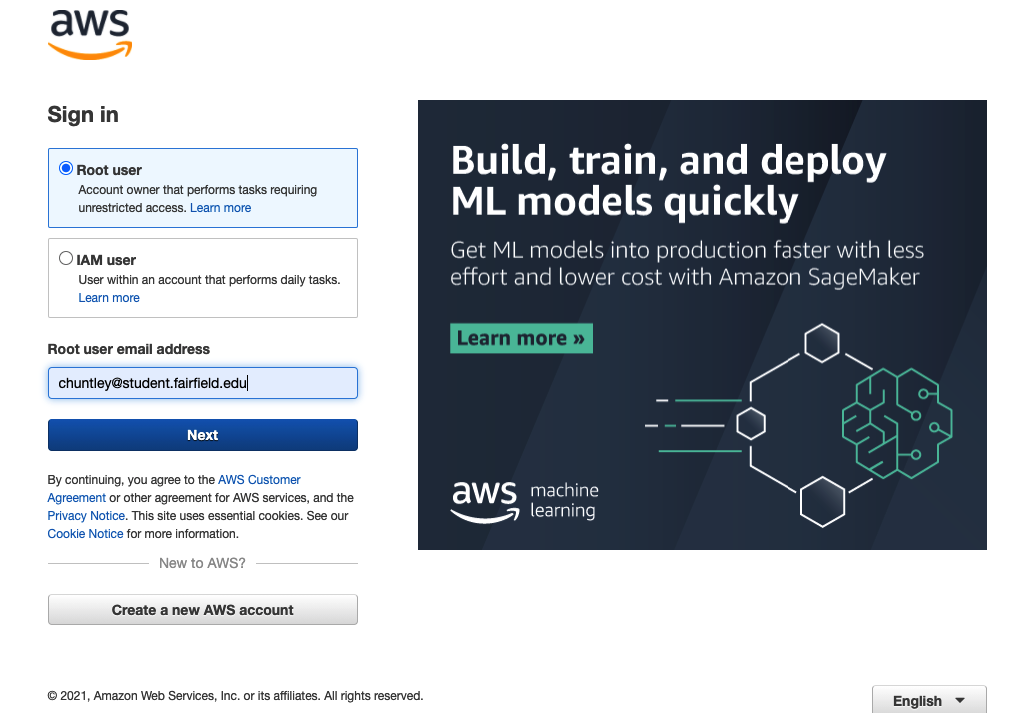 aws
Sign in
Root user
Account owner that performs tasks requiring
unrestricted access. Learn more
IAM user
User within an account that performs daily tasks.
Learn more
Root user email address
chuntley@student.fairfield.edu
Next
By continuing, you agree to the AWS Customer
Agreement or other agreement for AWS services, and the
Privacy Notice. This site uses essential cookies. See our
Cookie Notice for more information.
New to AWS?
Create a new AWS account
Build, train, and deploy
ML models quickly
Get ML models into production faster with less
effort and lower cost with Amazon SageMaker
Learn more »
aws machine
learning
© 2021, Amazon Web Services, Inc. or its affiliates. All rights reserved.
English